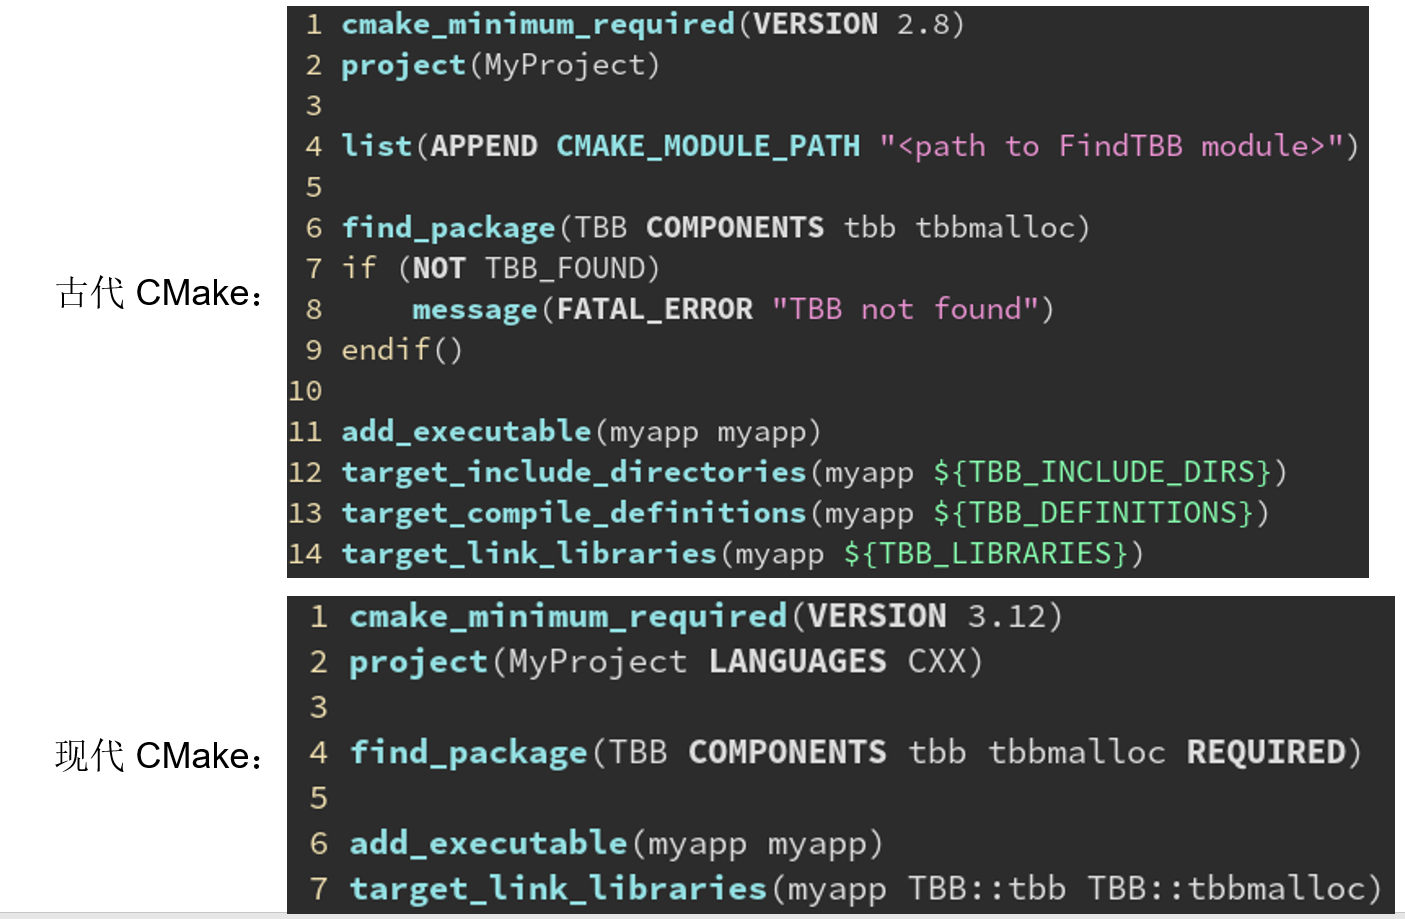 古代 CMake：
1 cmake_minimum_required(VERSION 2.8)
2 project(MyProject)
3
4 list(APPEND CMAKE_MODULE_PATH "<path to FindTBB module>")
5
6 find_package(TBB COMPONENTS tbb tbbmalloc)
7 if (NOT TBB_FOUND)
8     message(FATAL_ERROR "TBB not found")
9 endif()
10
11 add_executable(myapp myapp)
12 target_include_directories(myapp ${TBB_INCLUDE_DIRS})
13 target_compile_definitions(myapp ${TBB_DEFINITIONS})
14 target_link_libraries(myapp ${TBB_LIBRARIES})
现代 CMake：
1 cmake_minimum_required(VERSION 3.12)
2 project(MyProject LANGUAGES CXX)
3
4 find_package(TBB COMPONENTS tbb tbbmalloc REQUIRED)
5
6 add_executable(myapp myapp)
7 target_link_libraries(myapp TBB::tbb TBB::tbbmalloc)